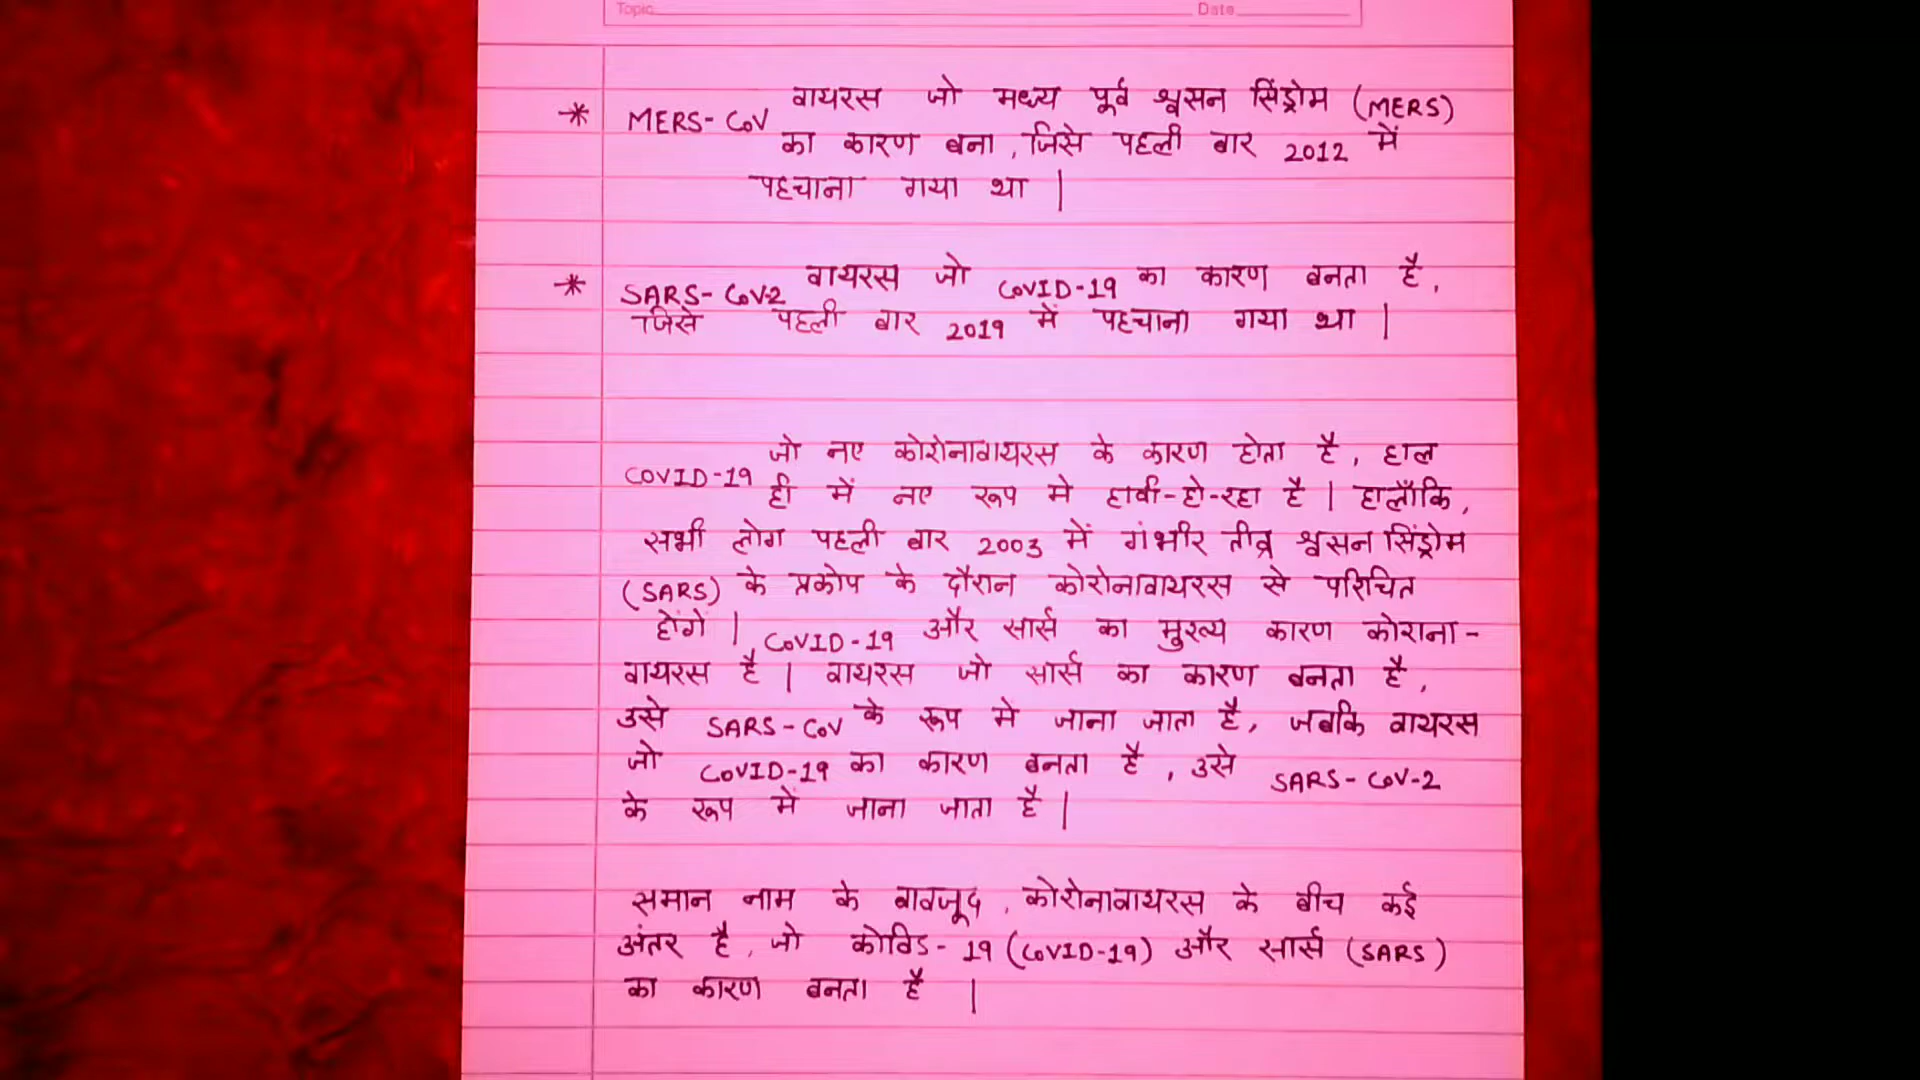 Topic Date
* MERS-CoV वायरस जो मध्य पूर्व श्वसन सिंड्रोम (MERS)
का कारण बना, जिसे पहली बार 2012 में
पहचाना गया था |
* SARS-CoV-2 वायरस जो COVID-19 का कारण बनता है,
जिसे पहली बार 2019 में पहचाना गया था |
COVID-19 जो नए कोरोनावायरस के कारण होता है, हाल
ही में नए रूप मे हावी-हो-रहा है | हालाँकि,
सभी लोग पहली बार 2003 में गंभीर तीव्र श्वसन सिंड्रोम
(SARS) के प्रकोप के दौरान कोरोनावायरस से परिचित
होंगे | COVID-19 और सार्स का मुख्य कारण कोराना-
वायरस है | वायरस जो सार्स का कारण बनता है,
उसे SARS-CoV के रूप मे जाना जाता है, जबकि वायरस
जो COVID-19 का कारण बनता है, उसे SARS-CoV-2
के रूप में जाना जाता है |
समान नाम के बावजूद, कोरोनावायरस के बीच कई
अंतर है, जो कोविड-19 (COVID-19) और सार्स (SARS)
का कारण बनता है |